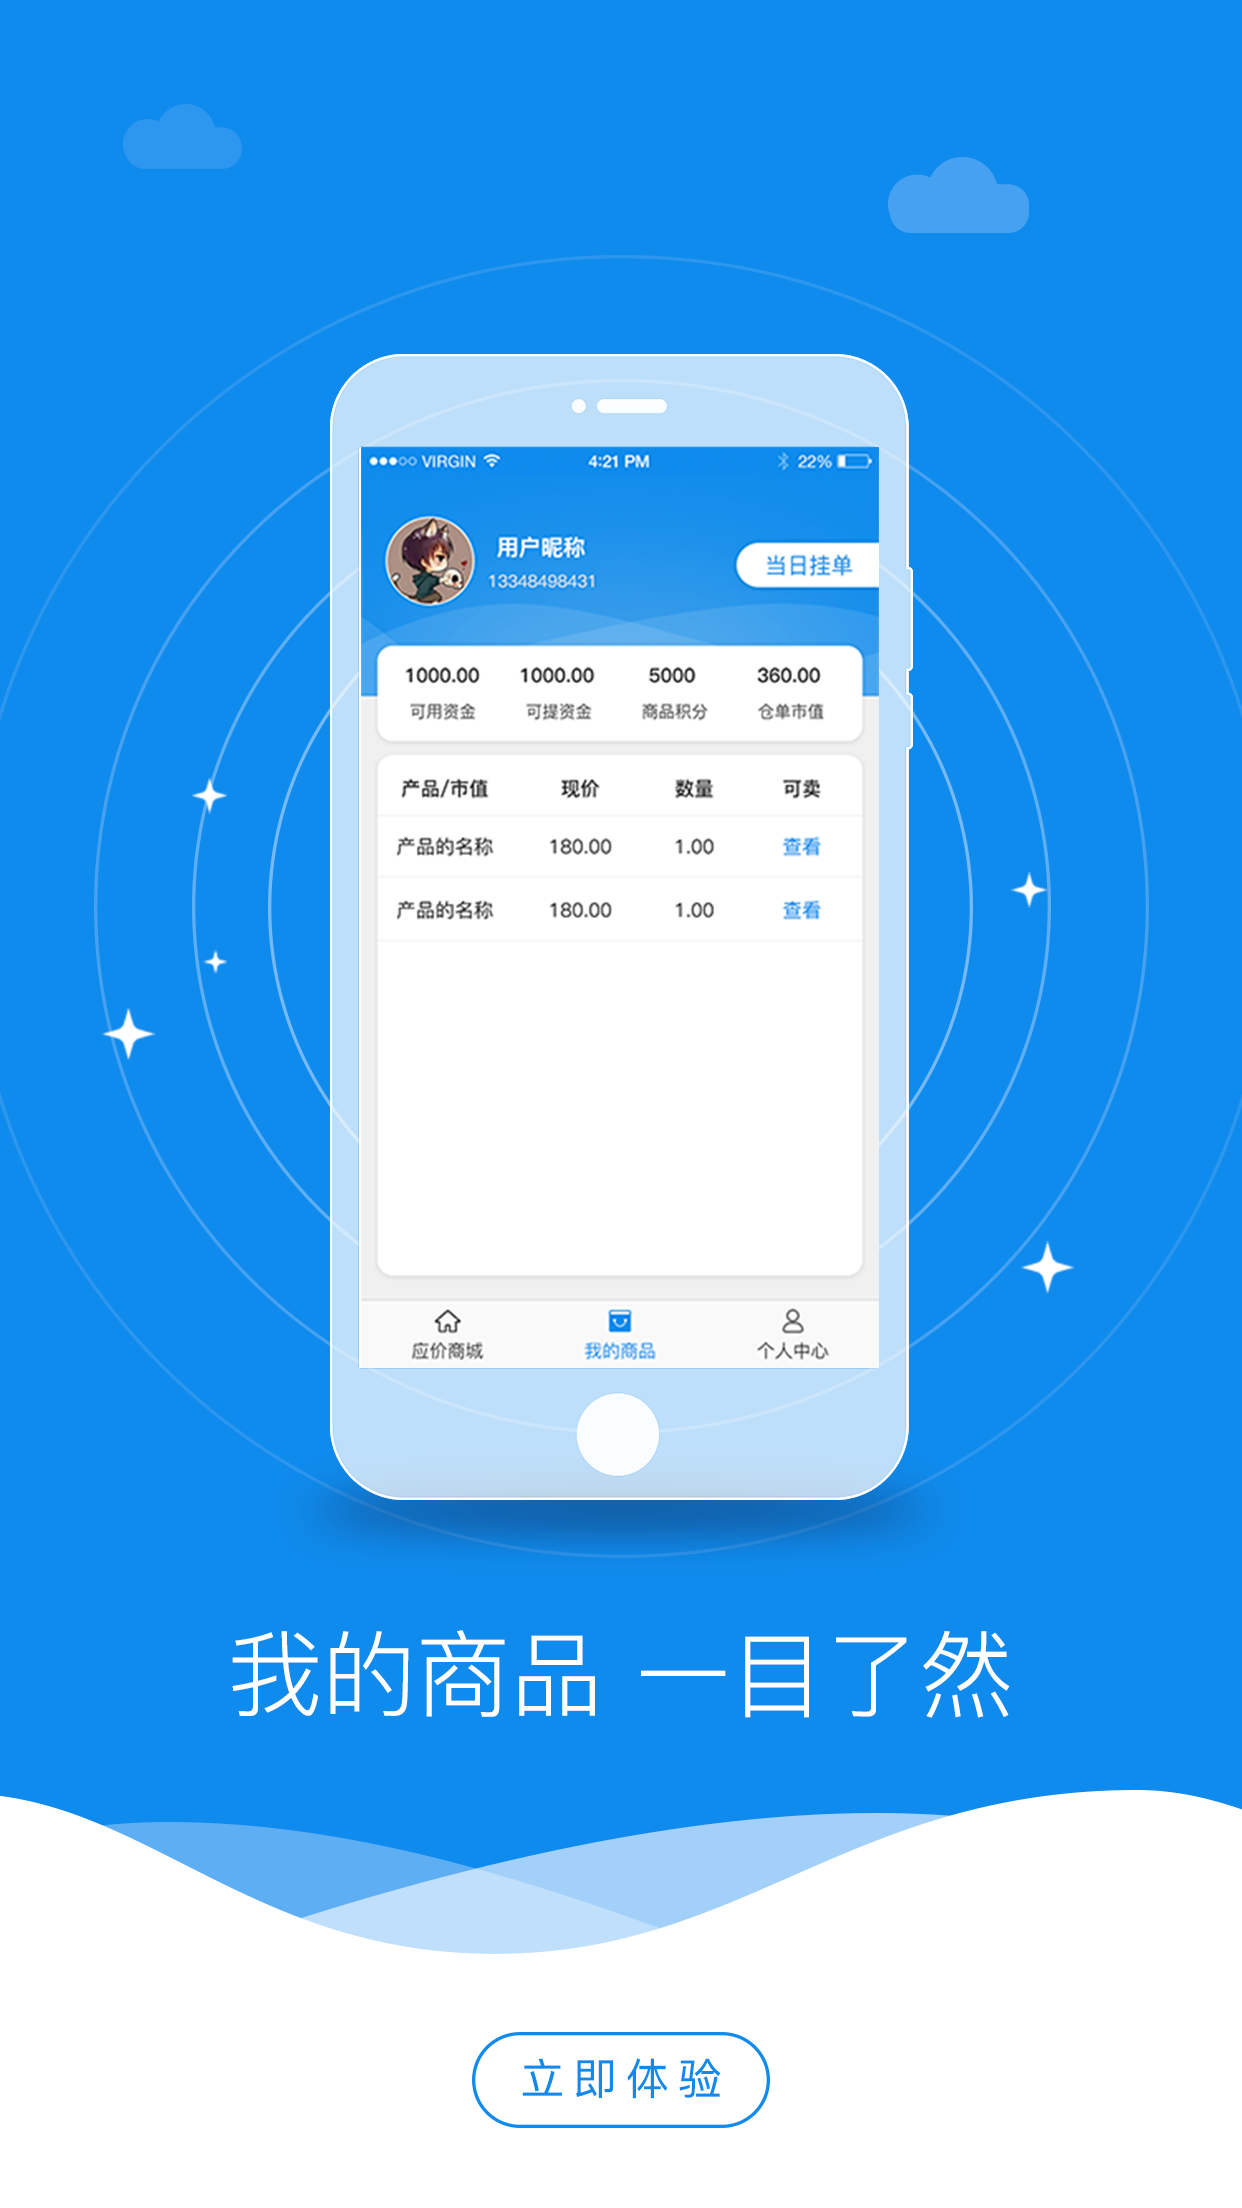 VIRGIN 4:21 PM 22%
用户昵称
13348498431
当日挂单
1000.00 1000.00 5000 360.00
可用资金 可提资金 商品积分 仓单市值
产品/市值 现价 数量 可卖
产品的名称 180.00 1.00 查看
产品的名称 180.00 1.00 查看
应价商城 我的商品 个人中心
我的商品 一目了然
立即体验